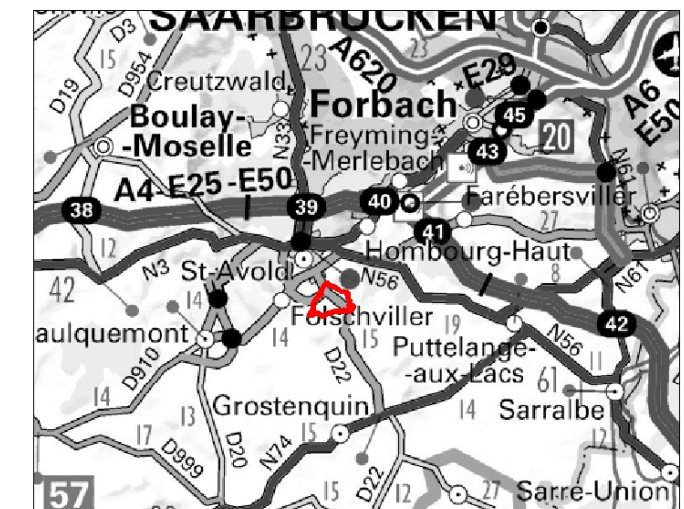 SAARBRÜCKEN
D3
15
D954
23
A620
23
D19
Creutzwald
E29
A6
E50
Boulay-
-Moselle
N33
Forbach
45
20
Freyming-
-Merlebach
43
N61
A4-E25-E50
38
39
40
Farébersviller
41
27
12
Hombourg-Haut
N3
St-Avold
N56
8
N61
42
14
Folschviller
19
42
aulquemont
14
15
N56
Puttelange-
-aux-Lacs
11
D910
D22
61
14
13
Grostenquin
14
Sarralbe
17
D999
D20
N74
15
12
57
15
D22
12
27
Sarre-Union